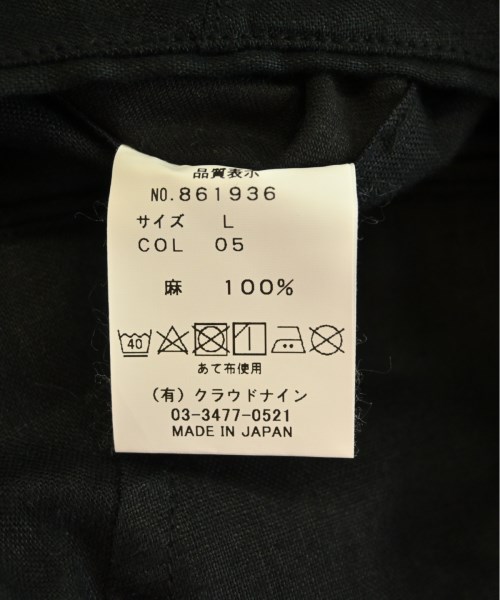 品質表示
NO.861936
サイズ L
COL 05
麻 100%
40
あて布使用
(有) クラウドナイン
03-3477-0521
MADE IN JAPAN